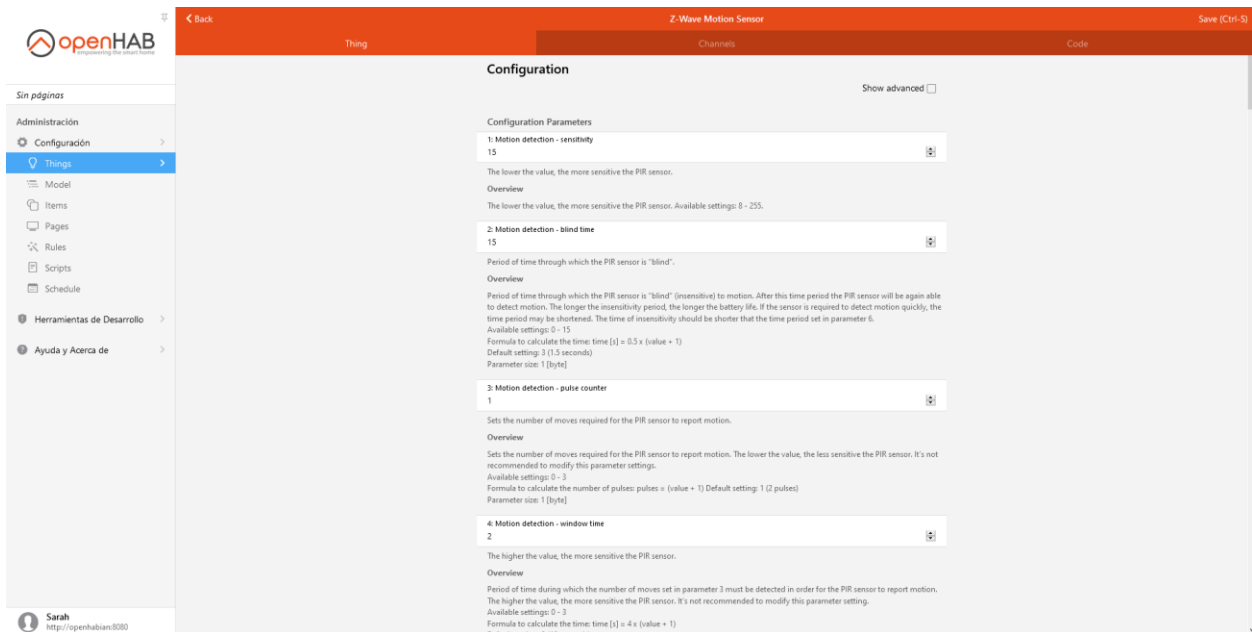 openHAB
empowering the smart home
Sin páginas
Administración
Configuración
Things
Model
Items
Pages
Rules
Scripts
Schedule
Herramientas de Desarrollo
Ayuda y Acerca de
Sarah
http://openhabian:8080
Back
Z-Wave Motion Sensor
Save (Ctrl-S)
Thing
Channels
Code
Configuration
Show advanced
Configuration Parameters
1: Motion detection - sensitivity
15
The lower the value, the more sensitive the PIR sensor.
Overview
The lower the value, the more sensitive the PIR sensor. Available settings: 8 - 255.
2: Motion detection - blind time
15
Period of time through which the PIR sensor is "blind".
Overview
Period of time through which the PIR sensor is "blind" (insensitive) to motion. After this time period the PIR sensor will be again able
to detect motion. The longer the insensitivity period, the longer the battery life. If the sensor is required to detect motion quickly, the
time period may be shortened. The time of insensitivity should be shorter that the time period set in parameter 6.
Available settings: 0 - 15
Formula to calculate the time: time [s] = 0.5 x (value + 1)
Default setting: 3 (1.5 seconds)
Parameter size: 1 [byte]
3: Motion detection - pulse counter
1
Sets the number of moves required for the PIR sensor to report motion.
Overview
Sets the number of moves required for the PIR sensor to report motion. The lower the value, the less sensitive the PIR sensor. It's not
recommended to modify this parameter settings.
Available settings: 0 - 3
Formula to calculate the number of pulses: pulses = (value + 1) Default setting: 1 (2 pulses)
Parameter size: 1 [byte]
4: Motion detection - window time
2
The higher the value, the more sensitive the PIR sensor.
Overview
Period of time during which the number of moves set in parameter 3 must be detected in order for the PIR sensor to report motion.
The higher the value, the more sensitive the PIR sensor. It's not recommended to modify this parameter setting.
Available settings: 0 - 3
Formula to calculate the time: time [s] = 4 x (value + 1)